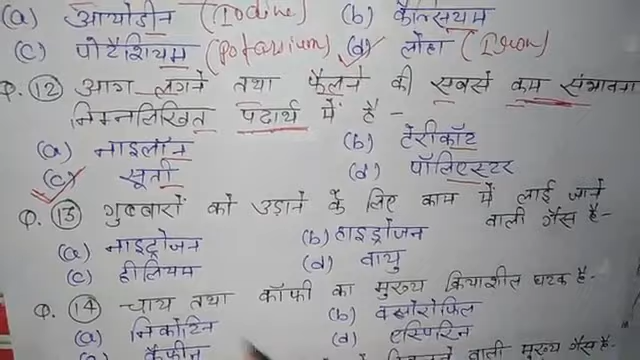 (a) आयोडीन (Iodine) (b) कैल्सियम
(c) पोटैशियम (Potassium) (d) लोहा (Iron)
Q. 12 आग लगने तथा फैलने की सबसे कम संभावना
निम्नलिखित पदार्थ में है -
(a) नाइलॉन (b) टेरीकॉट
(c) सूती (d) पॉलिएस्टर
Q. 13 गुब्बारों को उड़ाने के लिए काम में लाई जाने
वाली गैस है-
(a) नाइट्रोजन (b) हाइड्रोजन
(c) हीलियम (d) वायु
Q. 14 चाय तथा कॉफी का मुख्य क्रियाशील घटक है-
(a) निकोटिन (b) क्लोरोफिल
कैफीन (d) एस्पिरिन
वाली मुख्य गैस है-